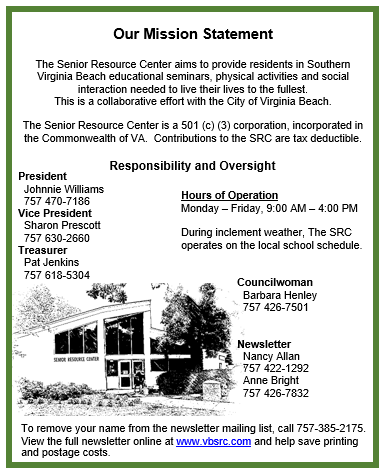 Our Mission Statement
The Senior Resource Center aims to provide residents in Southern
Virginia Beach educational seminars, physical activities and social
interaction needed to live their lives to the fullest.
This is a collaborative effort with the City of Virginia Beach.
The Senior Resource Center is a 501 (c) (3) corporation, incorporated in
the Commonwealth of VA.  Contributions to the SRC are tax deductible.
Responsibility and Oversight
President
Johnnie Williams
757 470-7186
Vice President
Sharon Prescott
757 630-2660
Treasurer
Pat Jenkins
757 618-5304
Hours of Operation
Monday – Friday, 9:00 AM – 4:00 PM
During inclement weather, The SRC
operates on the local school schedule.
Councilwoman
Barbara Henley
757 426-7501
Newsletter
Nancy Allan
757 422-1292
Anne Bright
757 426-7832
SENIOR RESOURCE CENTER
To remove your name from the newsletter mailing list, call 757-385-2175.
View the full newsletter online at www.vbsrc.com and help save printing
and postage costs.